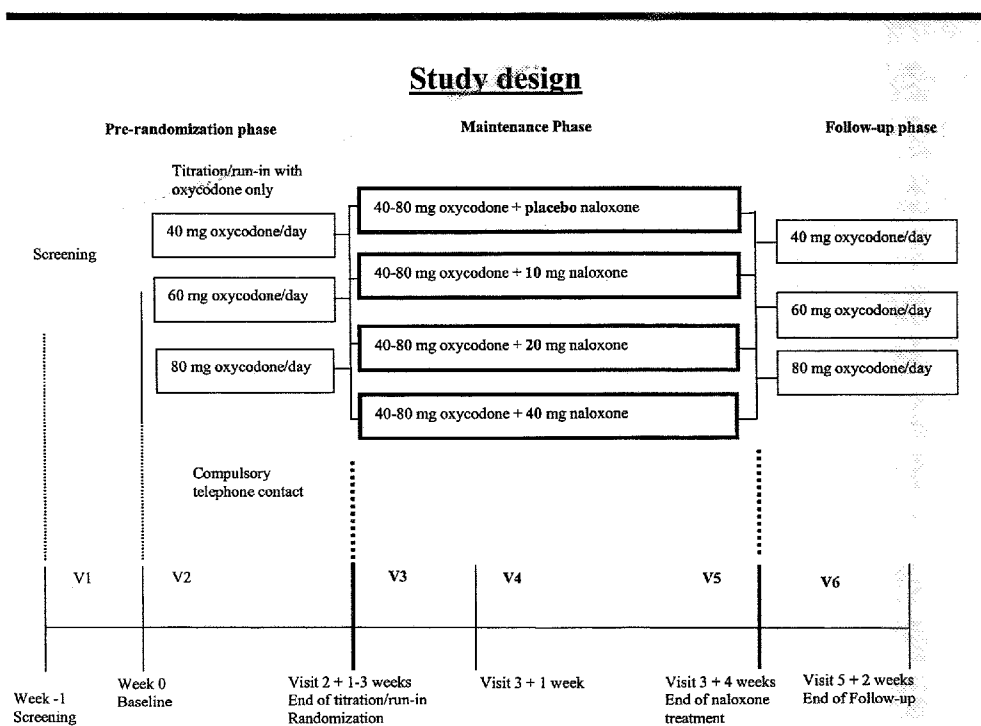 Study design
Pre-randomization phase
Maintenance Phase
Follow-up phase
Titration/run-in with
oxycodone only
Screening
40 mg oxycodone/day
60 mg oxycodone/day
80 mg oxycodone/day
40-80 mg oxycodone + placebo naloxone
40-80 mg oxycodone + 10 mg naloxone
40-80 mg oxycodone + 20 mg naloxone
40-80 mg oxycodone + 40 mg naloxone
40 mg oxycodone/day
60 mg oxycodone/day
80 mg oxycodone/day
Compulsory
telephone contact
V1
V2
V3
V4
V5
V6
Week -1
Screening
Week 0
Baseline
Visit 2 + 1-3 weeks
End of titration/run-in
Randomization
Visit 3 + 1 week
Visit 3 + 4 weeks
End of naloxone
treatment
Visit 5 + 2 weeks
End of Follow-up